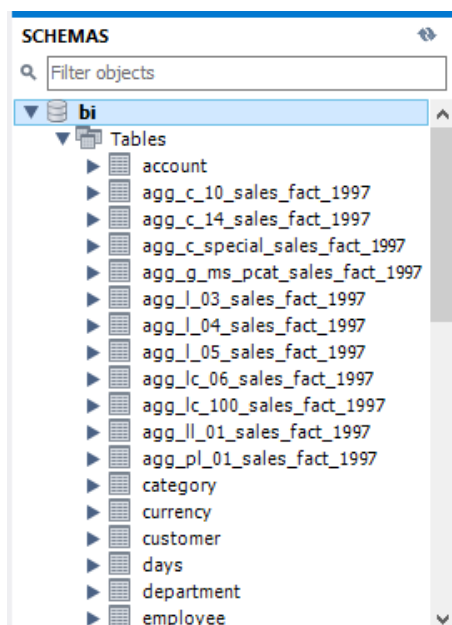 SCHEMAS
Filter objects
bi
Tables
account
agg_c_10_sales_fact_1997
agg_c_14_sales_fact_1997
agg_c_special_sales_fact_1997
agg_g_ms_pcat_sales_fact_1997
agg_l_03_sales_fact_1997
agg_l_04_sales_fact_1997
agg_l_05_sales_fact_1997
agg_lc_06_sales_fact_1997
agg_lc_100_sales_fact_1997
agg_ll_01_sales_fact_1997
agg_pl_01_sales_fact_1997
category
currency
customer
days
department
employee